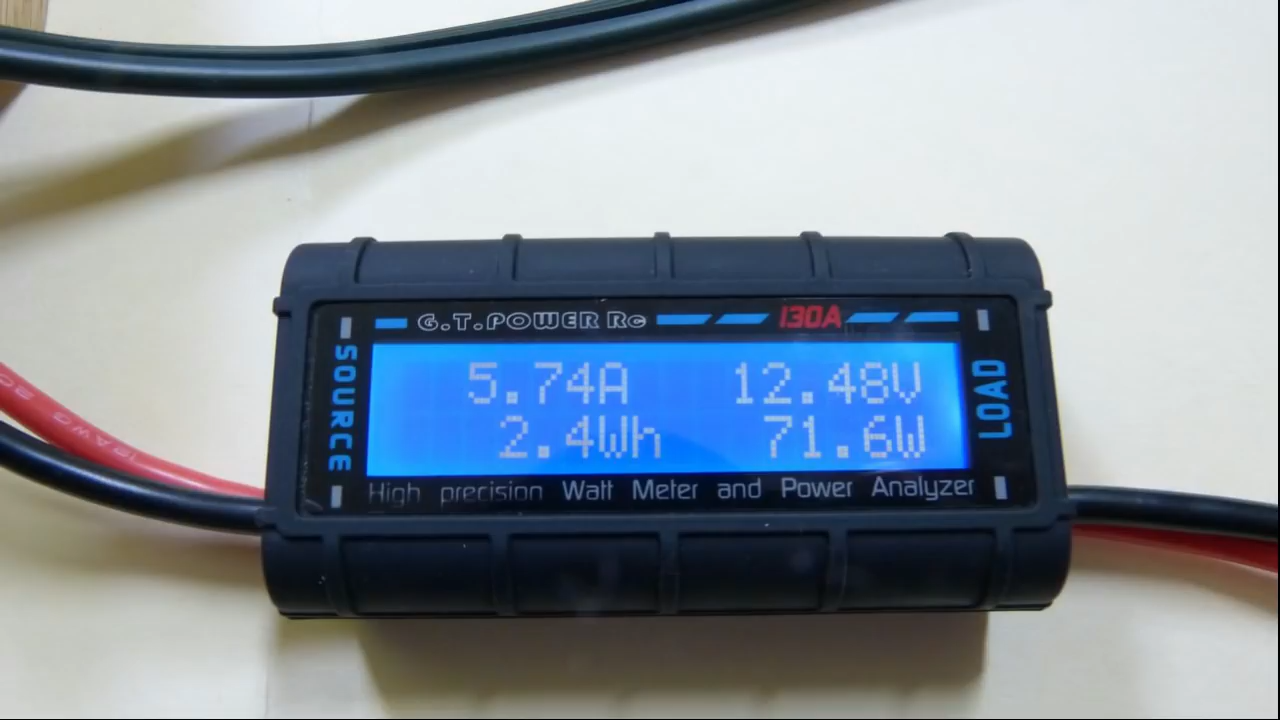 G.T.POWER RC 130A
SOURCE
5.74A 12.48V
2.4Wh 71.6W
LOAD
High precision Watt Meter and Power Analyzer
AWG